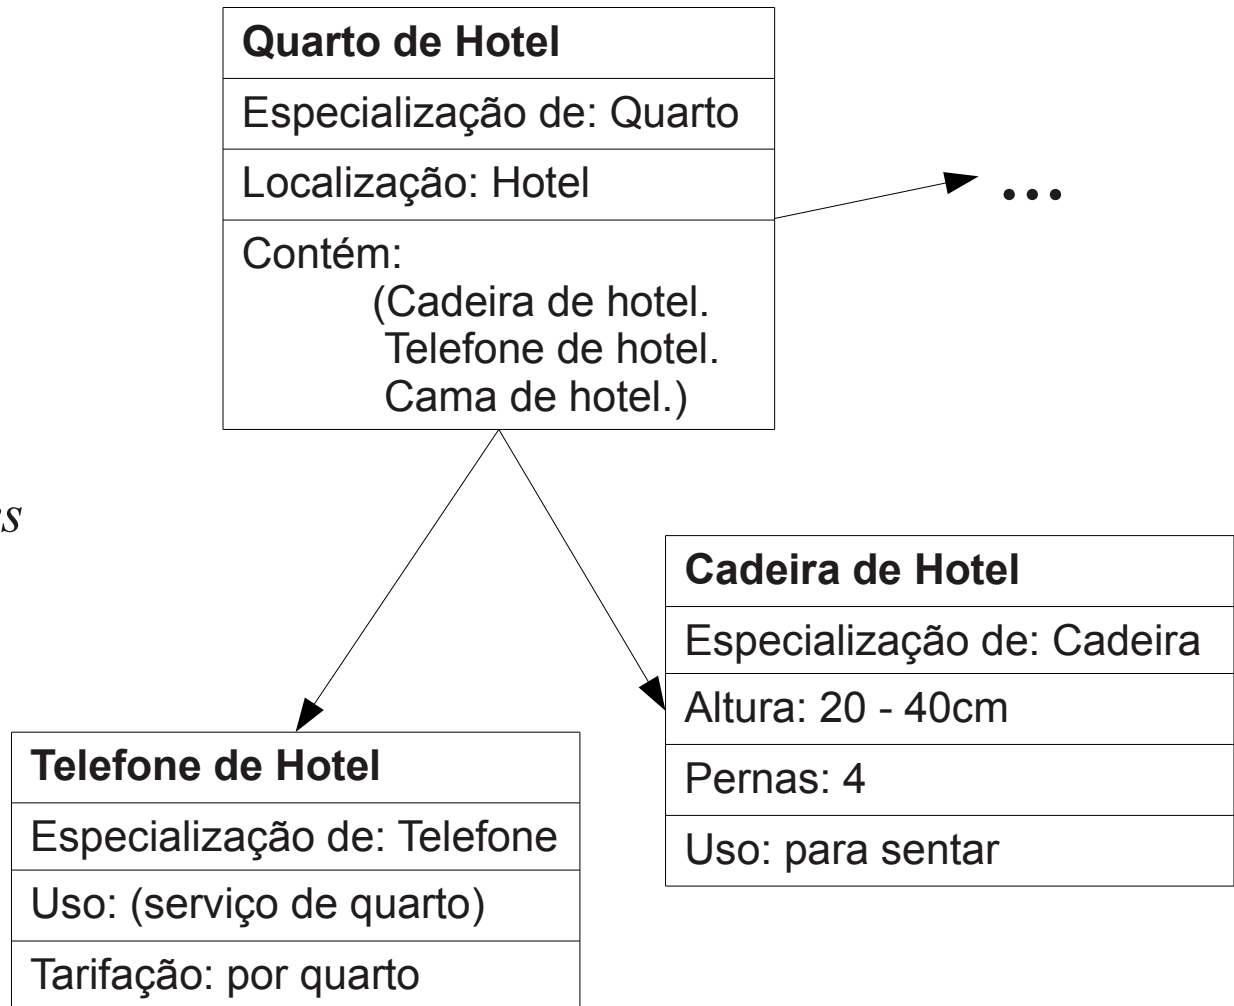 Quarto de Hotel
Especialização de: Quarto
Localização: Hotel
...
Contém:
(Cadeira de hotel.
Telefone de hotel.
Cama de hotel.)
Cadeira de Hotel
Especialização de: Cadeira
Altura: 20 - 40cm
Pernas: 4
Uso: para sentar
Telefone de Hotel
Especialização de: Telefone
Uso: (serviço de quarto)
Tarifação: por quarto